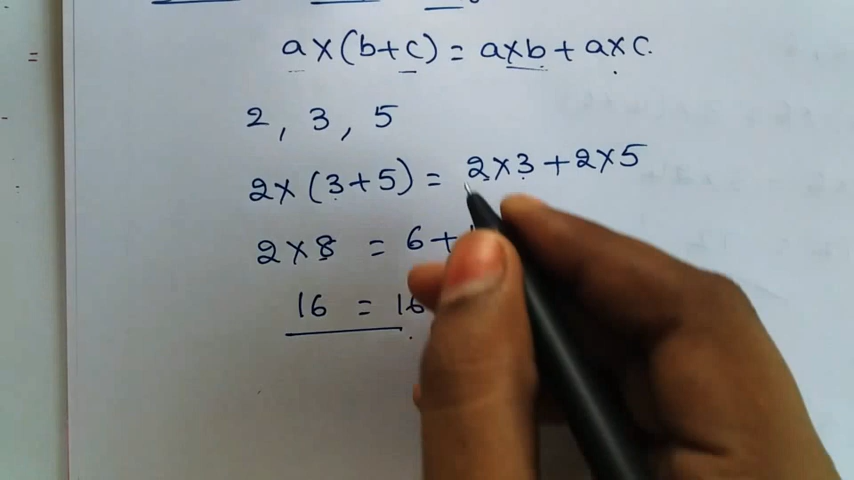 =
a×(b+c) = a×b + a×c.
2, 3, 5
2×(3+5) = 2×3 + 2×5
2×8 = 6+
16 = 16